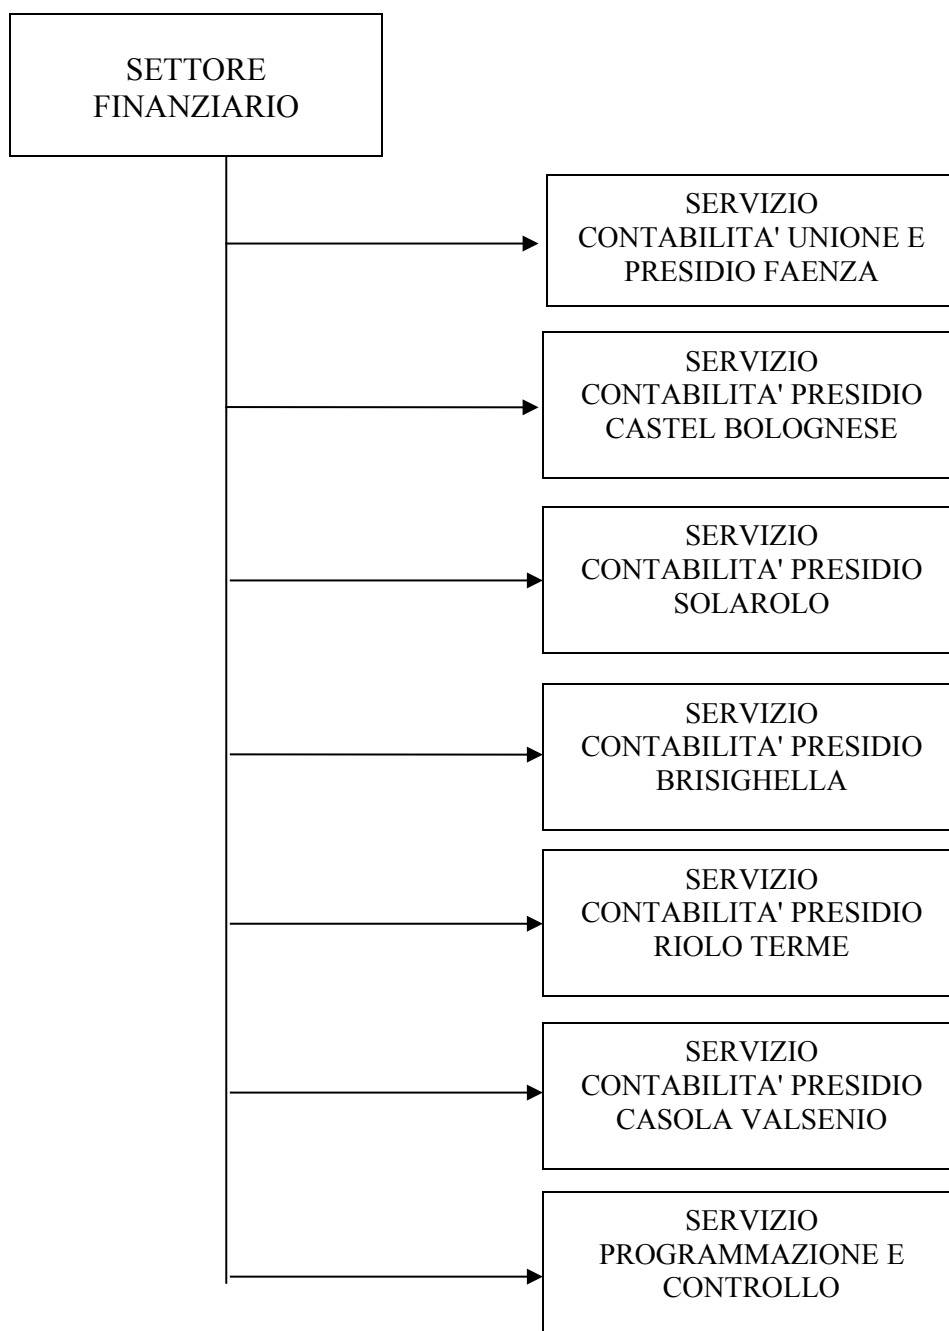 SETTORE
FINANZIARIO
SERVIZIO
CONTABILITA' UNIONE E
PRESIDIO FAENZA
SERVIZIO
CONTABILITA' PRESIDIO
CASTEL BOLOGNESE
SERVIZIO
CONTABILITA' PRESIDIO
SOLAROLO
SERVIZIO
CONTABILITA' PRESIDIO
BRISIGHELLA
SERVIZIO
CONTABILITA' PRESIDIO
RIOLO TERME
SERVIZIO
CONTABILITA' PRESIDIO
CASOLA VALSENIO
SERVIZIO
PROGRAMMAZIONE E
CONTROLLO